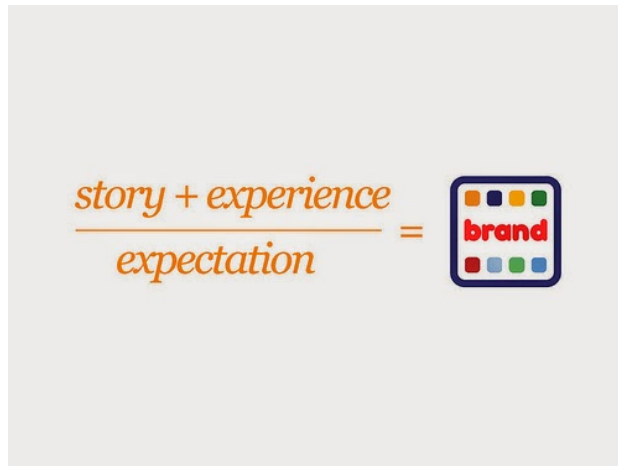 story + experience
expectation
=
brand